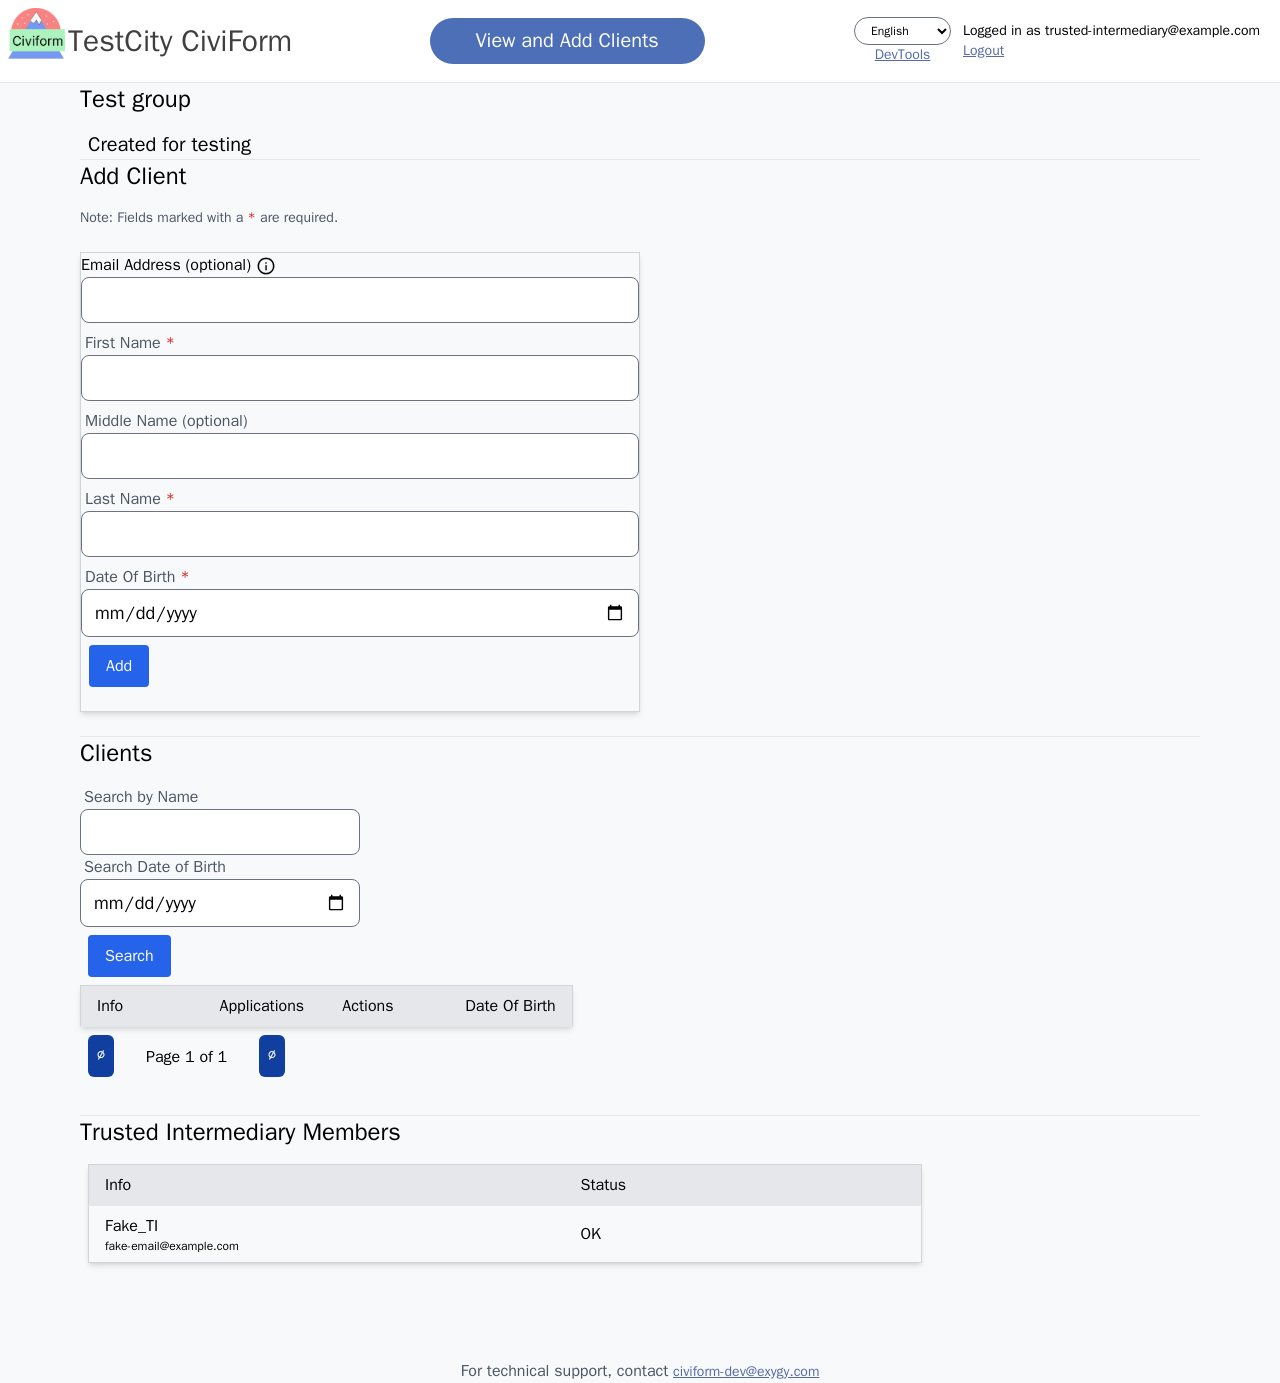 Civiform
TestCity CiviForm
View and Add Clients
English
DevTools
Logged in as trusted-intermediary@example.com
Logout
Test group
Created for testing
Add Client
Note: Fields marked with a * are required.
Email Address (optional)
First Name *
Middle Name (optional)
Last Name *
Date Of Birth *
mm/dd/yyyy
Add
Clients
Search by Name
Search Date of Birth
mm/dd/yyyy
Search
Info Applications Actions Date Of Birth
∅ Page 1 of 1 ∅
Trusted Intermediary Members
Info Status
Fake_TI
fake-email@example.com
OK
For technical support, contact civiform-dev@exygy.com